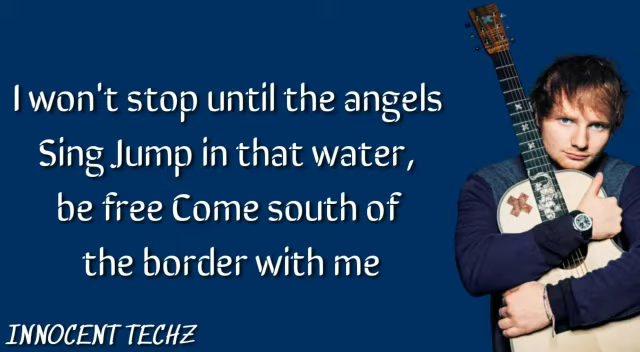 I won't stop until the angels
Sing Jump in that water,
be free Come south of
the border with me
INNOCENT TECHZ